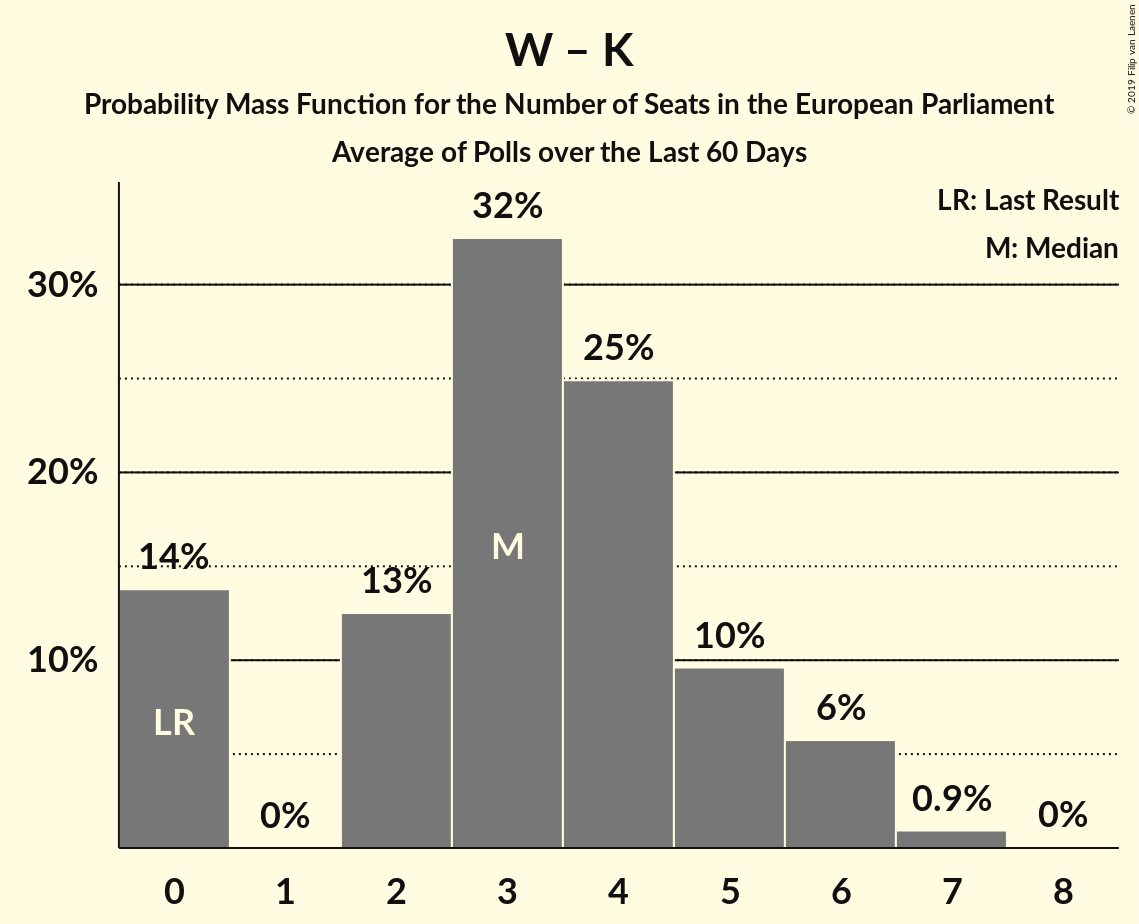 W – K
Probability Mass Function for the Number of Seats in the European Parliament
Average of Polls over the Last 60 Days
© 2019 Filip van Laenen
LR: Last Result
M: Median
32%
30%
25%
20%
M
14%
13%
10%
10%
6%
LR
0.9%
0%
0%
0 1 2 3 4 5 6 7 8